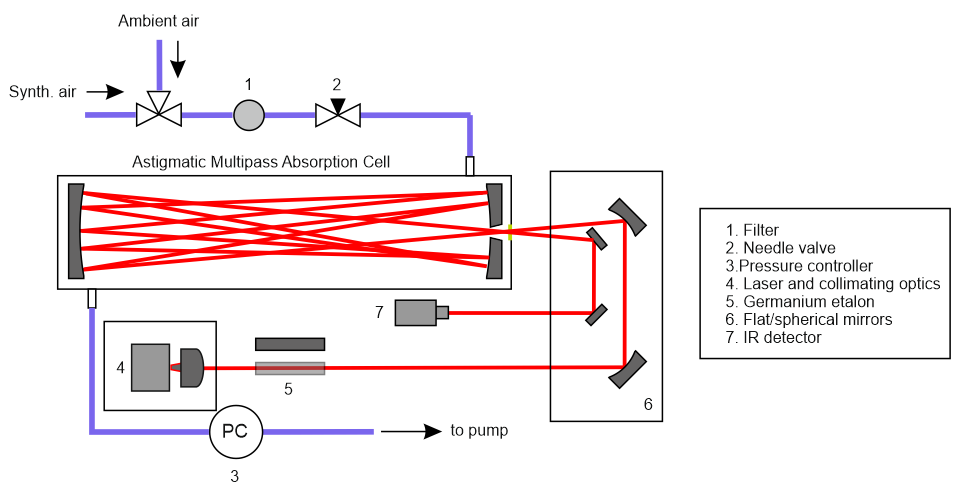 Ambient air
Synth. air
1
2
Astigmatic Multipass Absorption Cell
7
4
5
6
PC
to pump
3
1. Filter
2. Needle valve
3.Pressure controller
4. Laser and collimating optics
5. Germanium etalon
6. Flat/spherical mirrors
7. IR detector